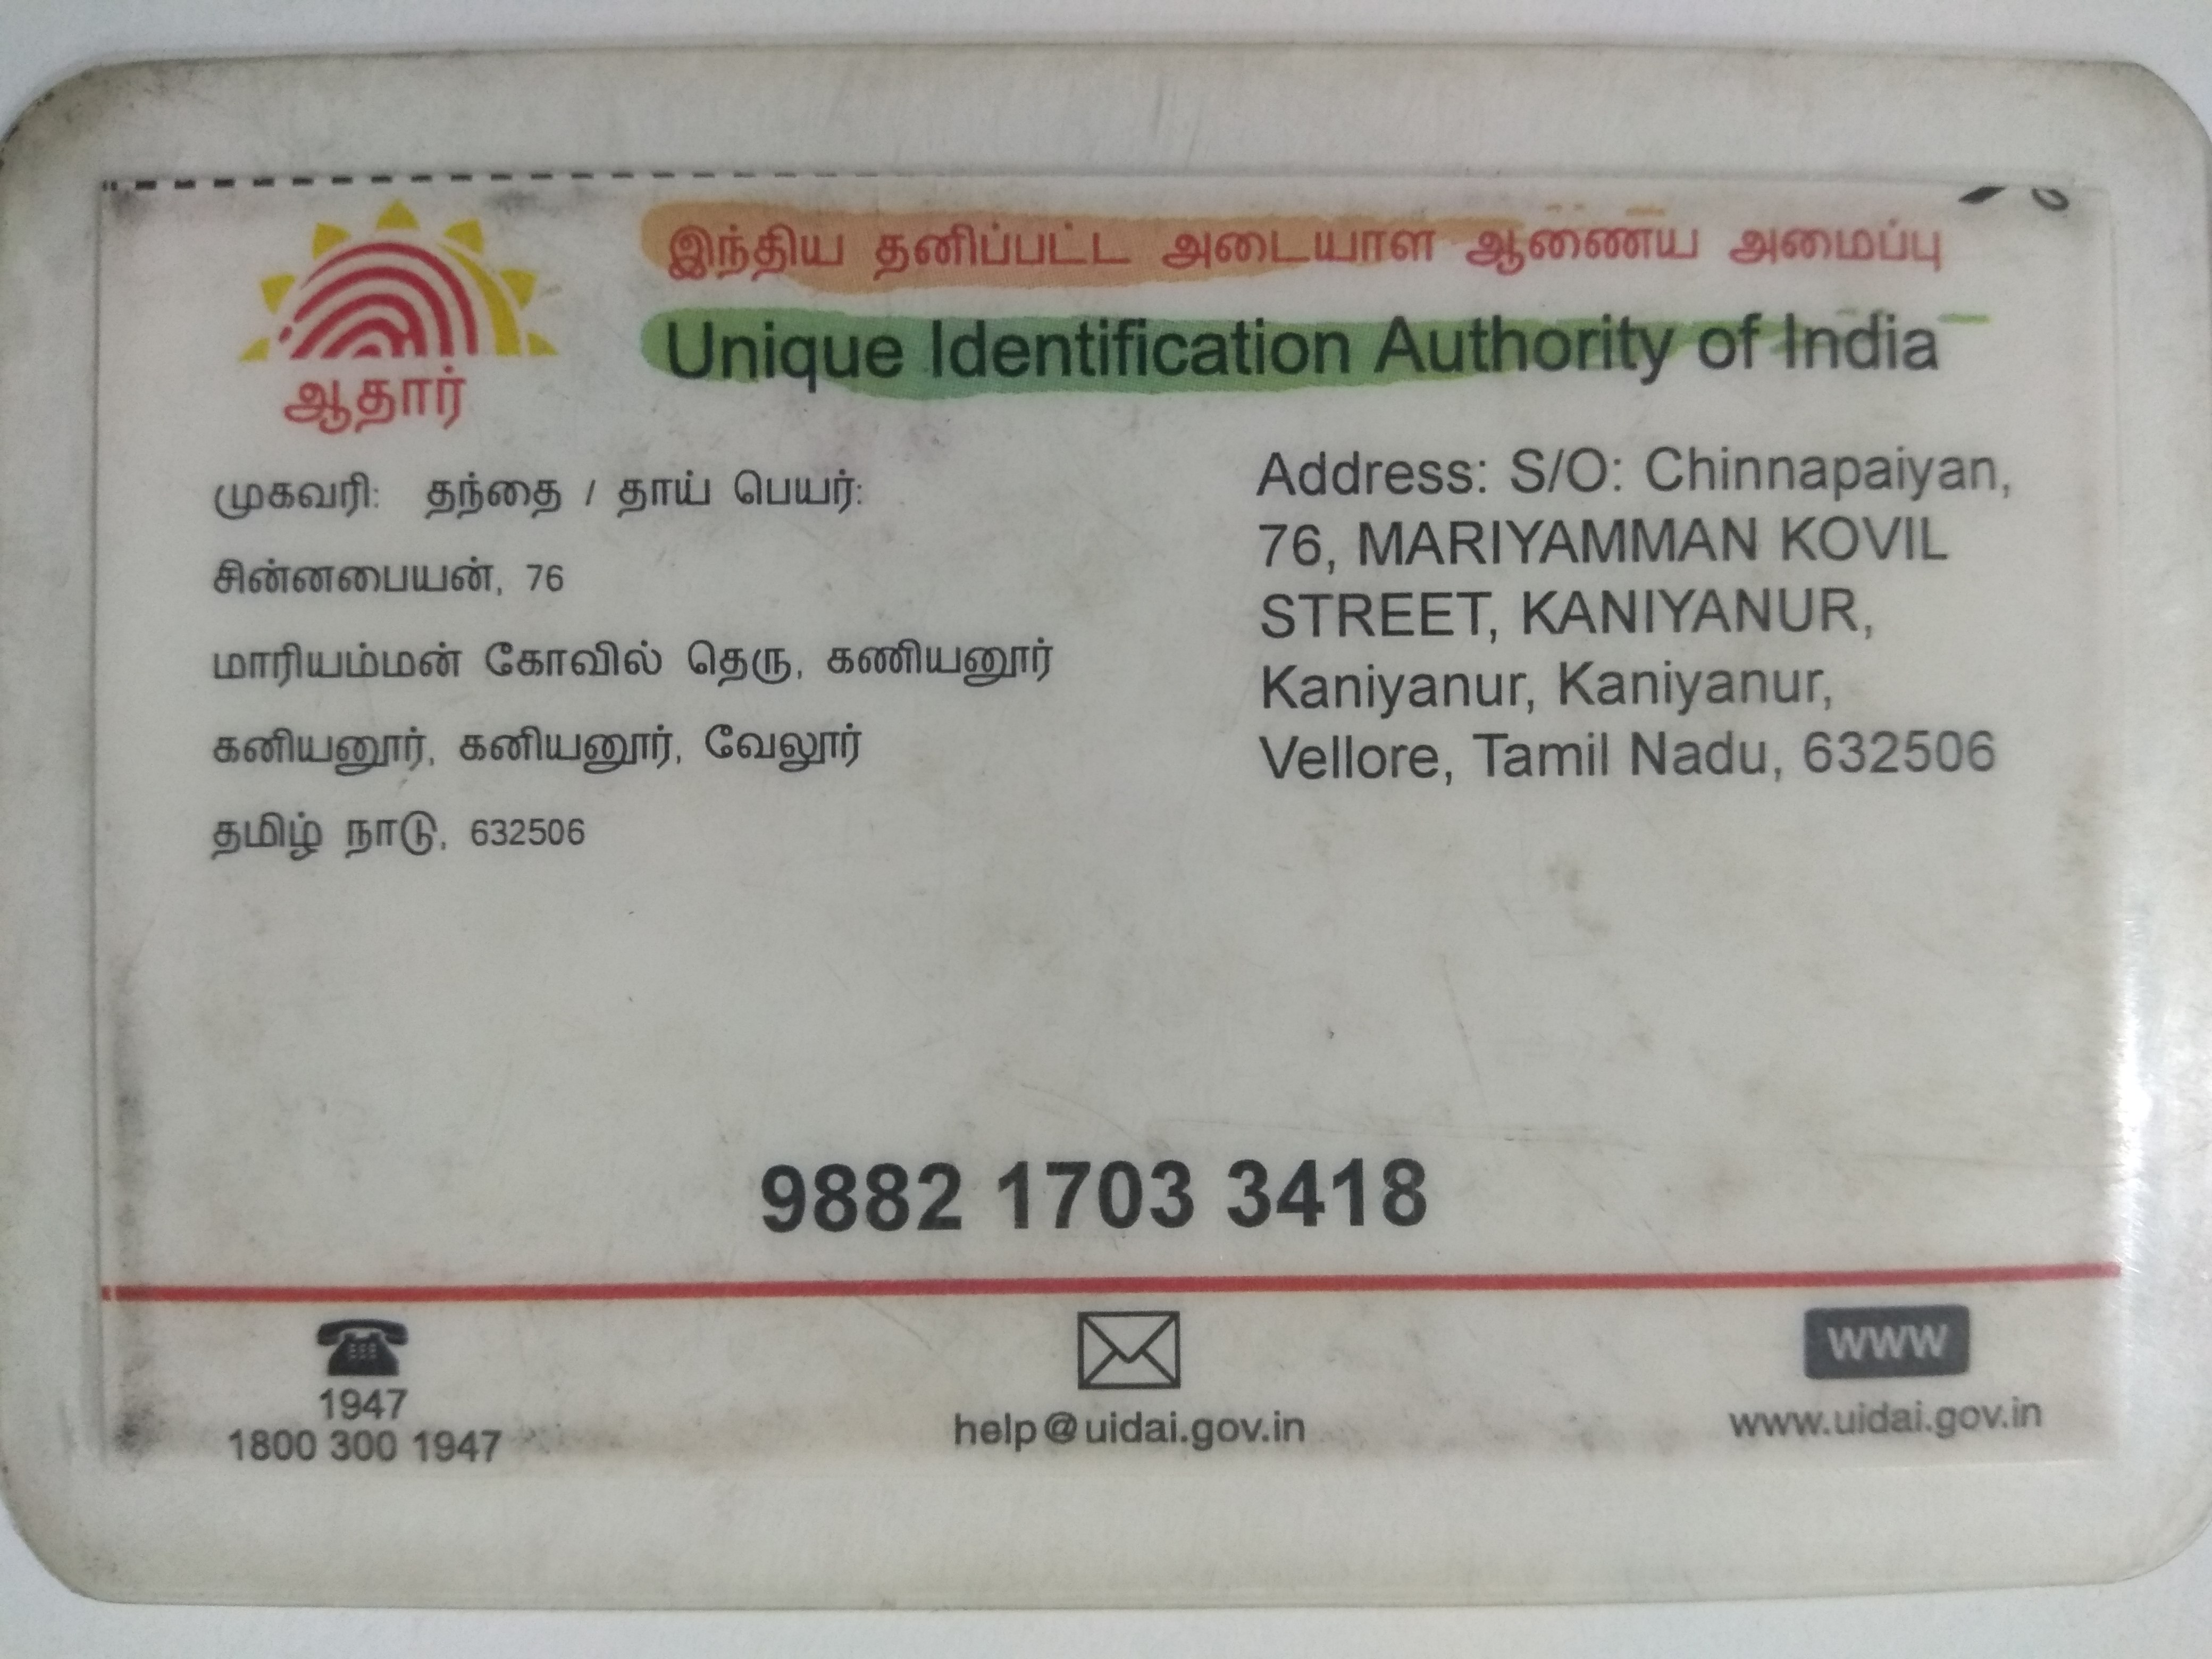 இந்திய தனிப்பட்ட அடையாள ஆணைய அமைப்பு
Unique Identification Authority of India
ஆதார்
முகவரி: தந்தை / தாய் பெயர்:
சின்னபையன், 76
மாரியம்மன் கோவில் தெரு, கணியனூர்
கனியனூர், கனியனூர், வேலூர்
தமிழ் நாடு, 632506
Address: S/O: Chinnapaiyan,
76, MARIYAMMAN KOVIL
STREET, KANIYANUR,
Kaniyanur, Kaniyanur,
Vellore, Tamil Nadu, 632506
9882 1703 3418
1947
1800 300 1947
help@uidai.gov.in
WWW
www.uidai.gov.in